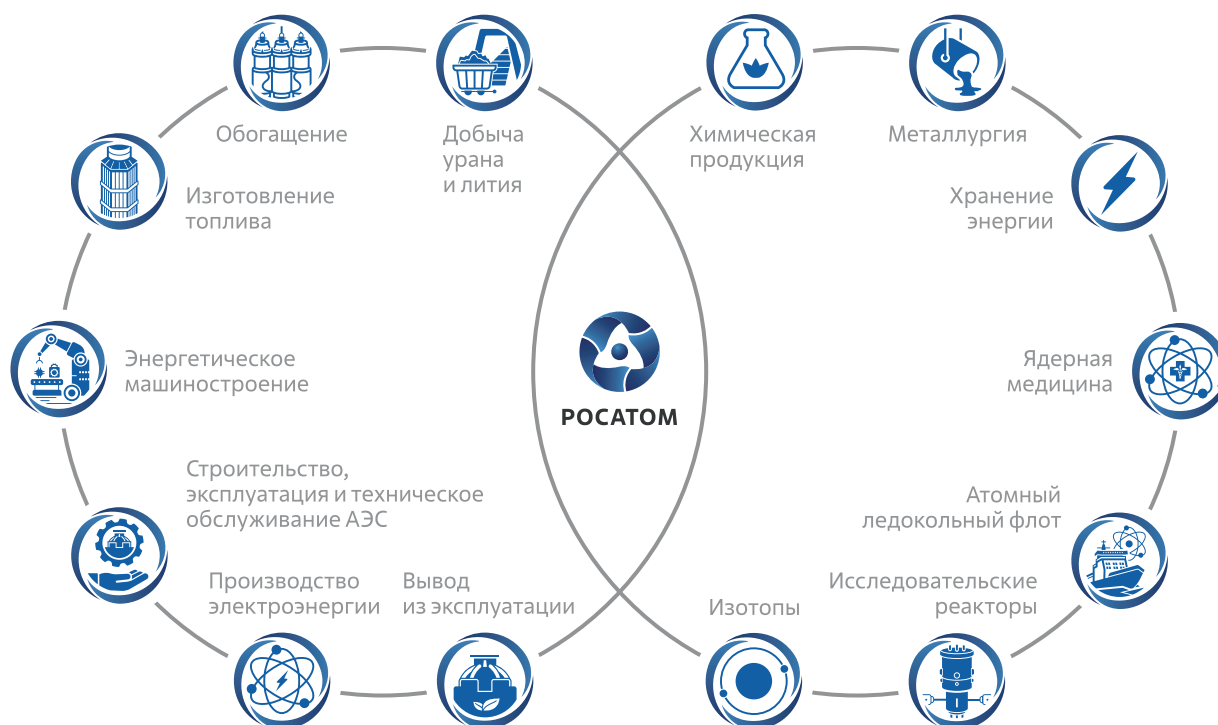 Обогащение
Добыча
урана
и лития
Химическая
продукция
Металлургия
Изготовление
топлива
Хранение
энергии
Энергетическое
машиностроение
РОСАТОМ
Ядерная
медицина
Строительство,
эксплуатация и техническое
обслуживание АЭС
Атомный
ледокольный флот
Производство
электроэнергии
Вывод
из эксплуатации
Изотопы
Исследовательские
реакторы